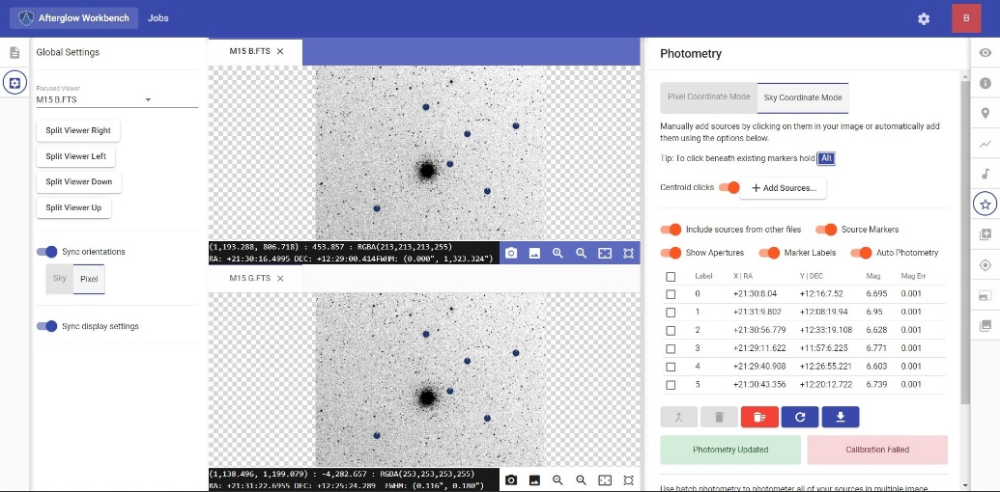 Afterglow Workbench Jobs B
Global Settings
Focused Viewer
M15 B.FTS
Split Viewer Right
Split Viewer Left
Split Viewer Down
Split Viewer Up
Sync orientations
Sky Pixel
Sync display settings
M15 B.FTS
(1,193.288, 806.718) : 453.857 : RGBA(213,213,213,255)
RA: +21:30:16.4995 DEC: +12:29:00.414FWHM: (0.000", 1,323.324")
M15 G.FTS
(1,138.496, 1,199.079) : -4,282.657 : RGBA(253,253,253,255)
RA: +21:31:22.6955 DEC: +12:25:24.289 FWHM: (0.116", 0.180")
Photometry
Pixel Coordinate Mode Sky Coordinate Mode
Manually add sources by clicking on them in your image or automatically add
them using the options below.
Tip: To click beneath existing markers hold Alt
Centroid clicks + Add Sources...
Include sources from other files Source Markers
Show Apertures Marker Labels Auto Photometry
Label X | RA Y | DEC Mag Mag Err
0 +21:30:8.04 +12:16:7.52 6.695 0.001
1 +21:31:9.802 +12:08:19.94 6.95 0.001
2 +21:30:56.779 +12:33:19.108 6.628 0.001
3 +21:29:11.622 +11:57:6.225 6.771 0.001
4 +21:29:40.908 +12:26:55.221 6.603 0.001
5 +21:30:43.356 +12:20:12.722 6.739 0.001
Photometry Updated Calibration Failed
Use batch photometry to photometer all of your sources in multiple image